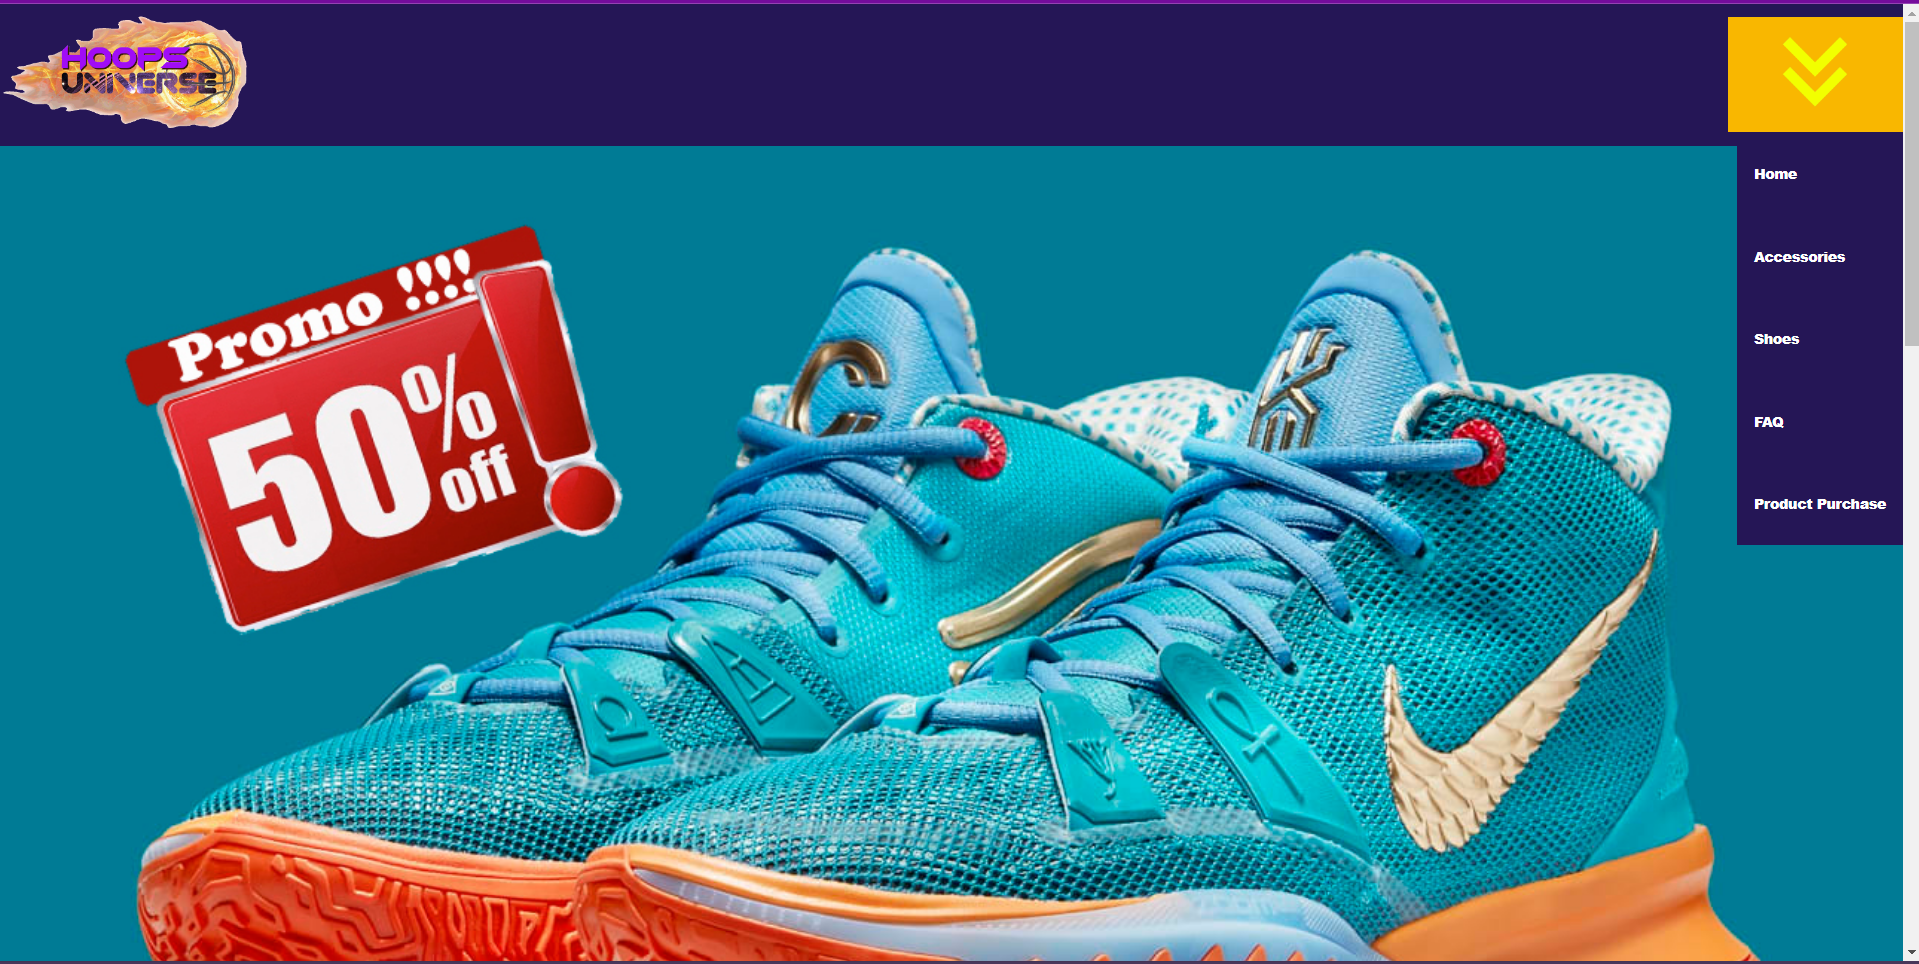 HOOPS
UNIVERSE
Home
Accessories
Shoes
FAQ
Product Purchase
Promo !!!!
50%
off